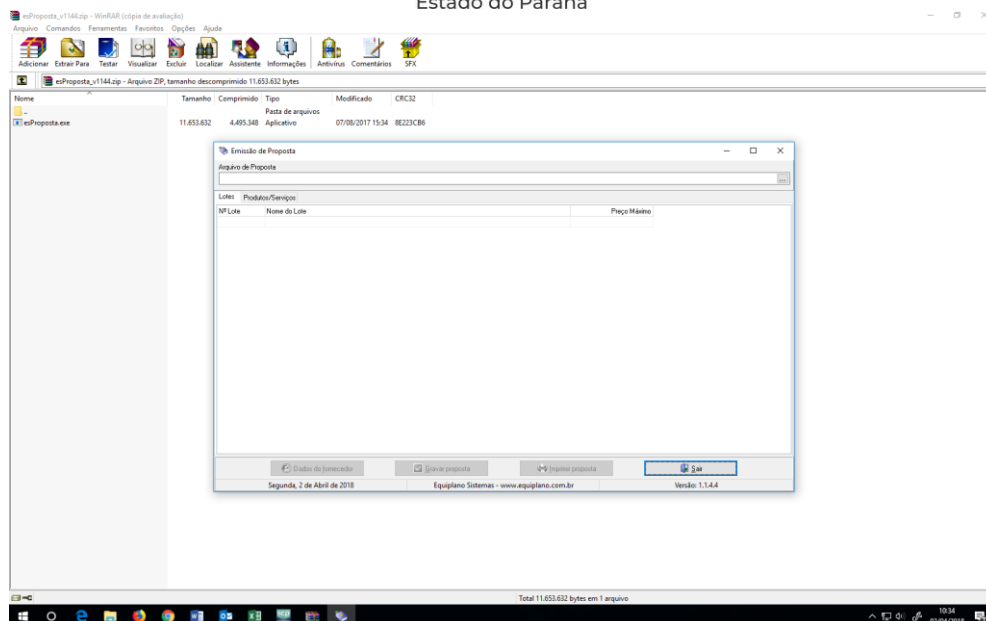 Estado do Paraná
esProposta_v1144.zip - WinRAR (cópia de avaliação)
Arquivo Comandos Ferramentas Favoritos Opções Ajuda
Adicionar Extrair Para Testar Visualizar Excluir Localizar Assistente Informações Antivírus Comentários SFX
esProposta_v1144.zip - Arquivo ZIP, tamanho descomprimido 11.653.632 bytes
Nome Tamanho Comprimido Tipo Modificado CRC32
.. Pasta de arquivos
esProposta.exe 11.653.632 4.495.348 Aplicativo 07/08/2017 15:34 8E223CB6
Emissão de Proposta
Arquivo de Proposta
...
Lotes Produtos/Serviços
Nº Lote Nome do Lote Preço Máximo
Dados do fornecedor Gravar proposta Imprimir proposta Sair
Segunda, 2 de Abril de 2018 Equiplano Sistemas - www.equiplano.com.br Versão: 1.1.4.4
Total 11.653.632 bytes em 1 arquivo
10:34
02/04/2018